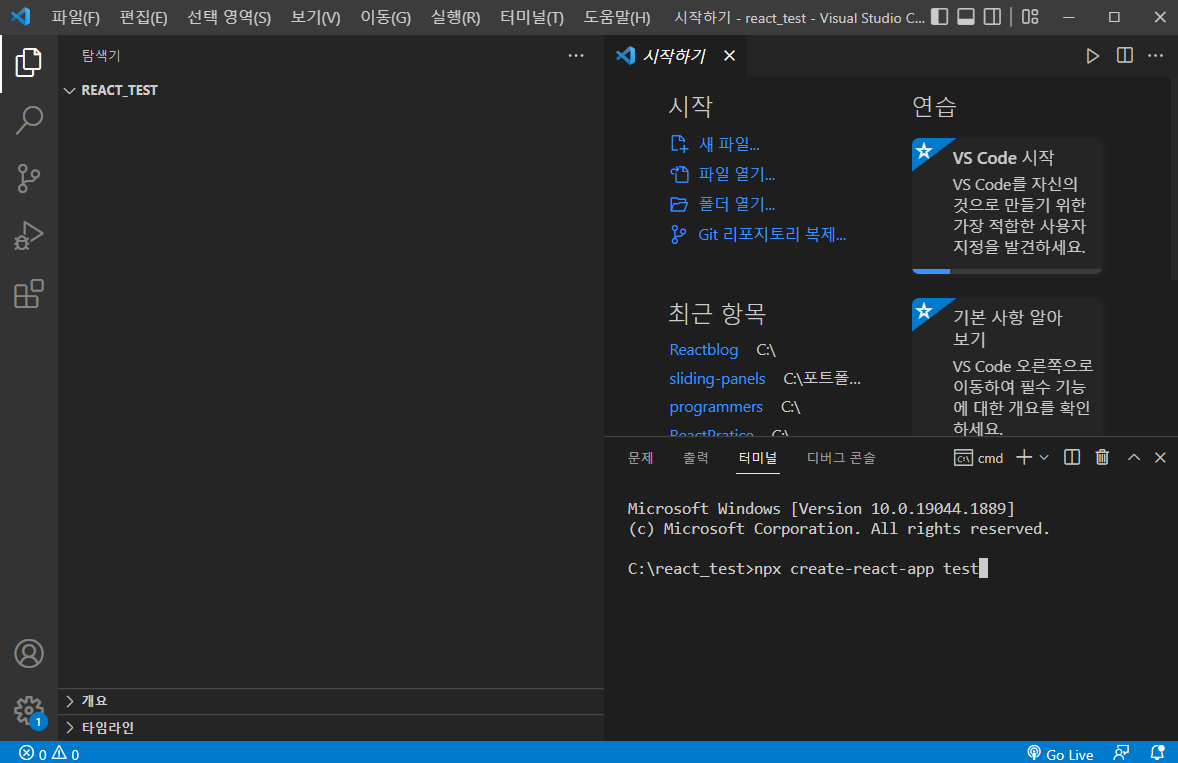 파일(F) 편집(E) 선택 영역(S) 보기(V) 이동(G) 실행(R) 터미널(T) 도움말(H) 시작하기 - react_test - Visual Studio C...
탐색기
REACT_TEST
개요
타임라인
시작하기
시작
새 파일...
파일 열기...
폴더 열기...
Git 리포지토리 복제...
최근 항목
Reactblog C:\
sliding-panels C:\포트폴...
programmers C:\
ReactPratice C:\
연습
VS Code 시작
VS Code를 자신의
것으로 만들기 위한
가장 적합한 사용자
지정을 발견하세요.
기본 사항 알아
보기
VS Code 오른쪽으로
이동하여 필수 기능
에 대한 개요를 확인
하세요.
문제 출력 터미널 디버그 콘솔 cmd
Microsoft Windows [Version 10.0.19044.1889]
(c) Microsoft Corporation. All rights reserved.
C:\react_test>npx create-react-app test
1
0 0 Go Live